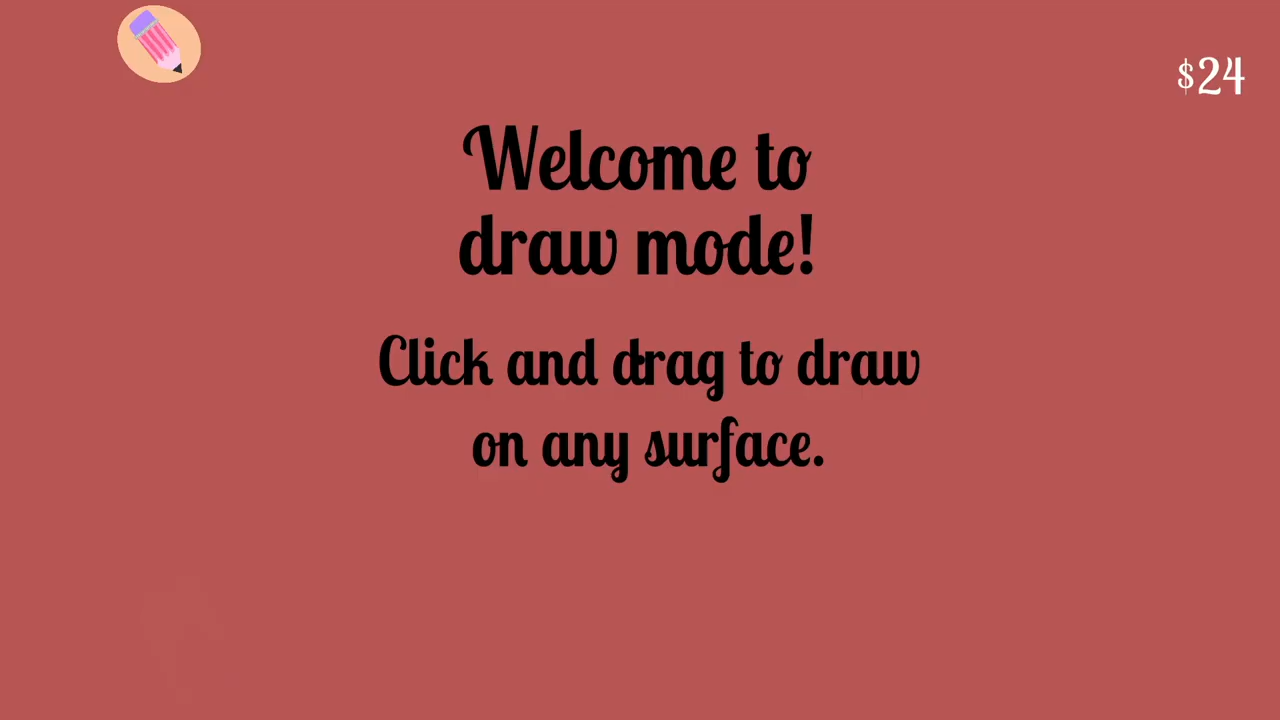 $24
Welcome to
draw mode!
Click and drag to draw
on any surface.